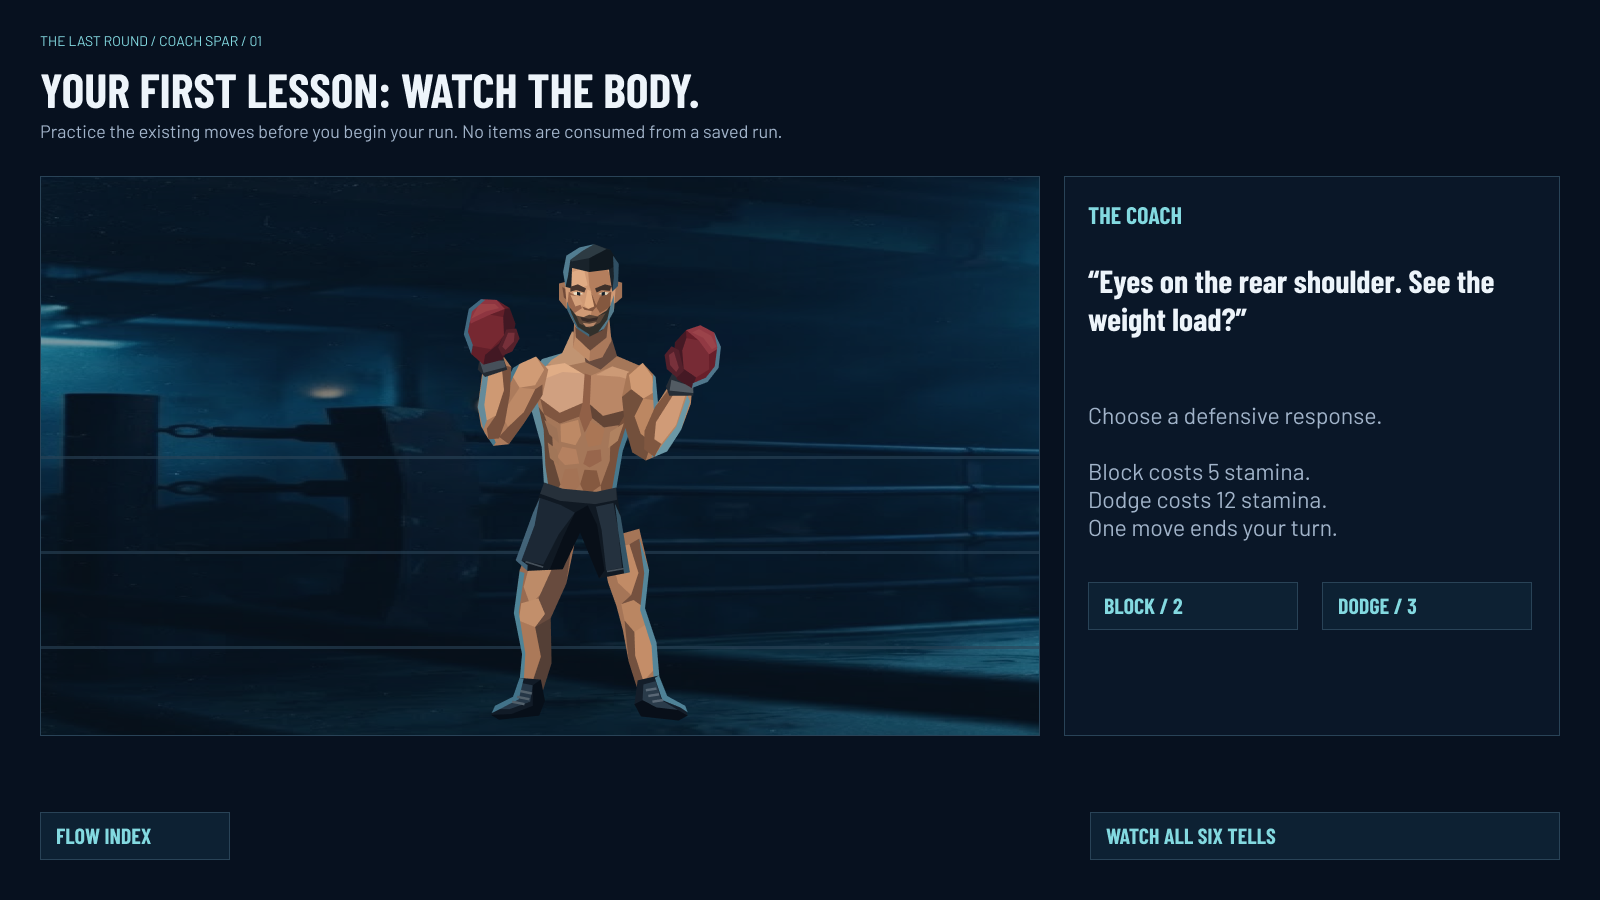 THE LAST ROUND / COACH SPAR / 01
YOUR FIRST LESSON: WATCH THE BODY.
Practice the existing moves before you begin your run. No items are consumed from a saved run.
THE COACH
“Eyes on the rear shoulder. See the
weight load?”
Choose a defensive response.
Block costs 5 stamina.
Dodge costs 12 stamina.
One move ends your turn.
BLOCK / 2
DODGE / 3
FLOW INDEX
WATCH ALL SIX TELLS